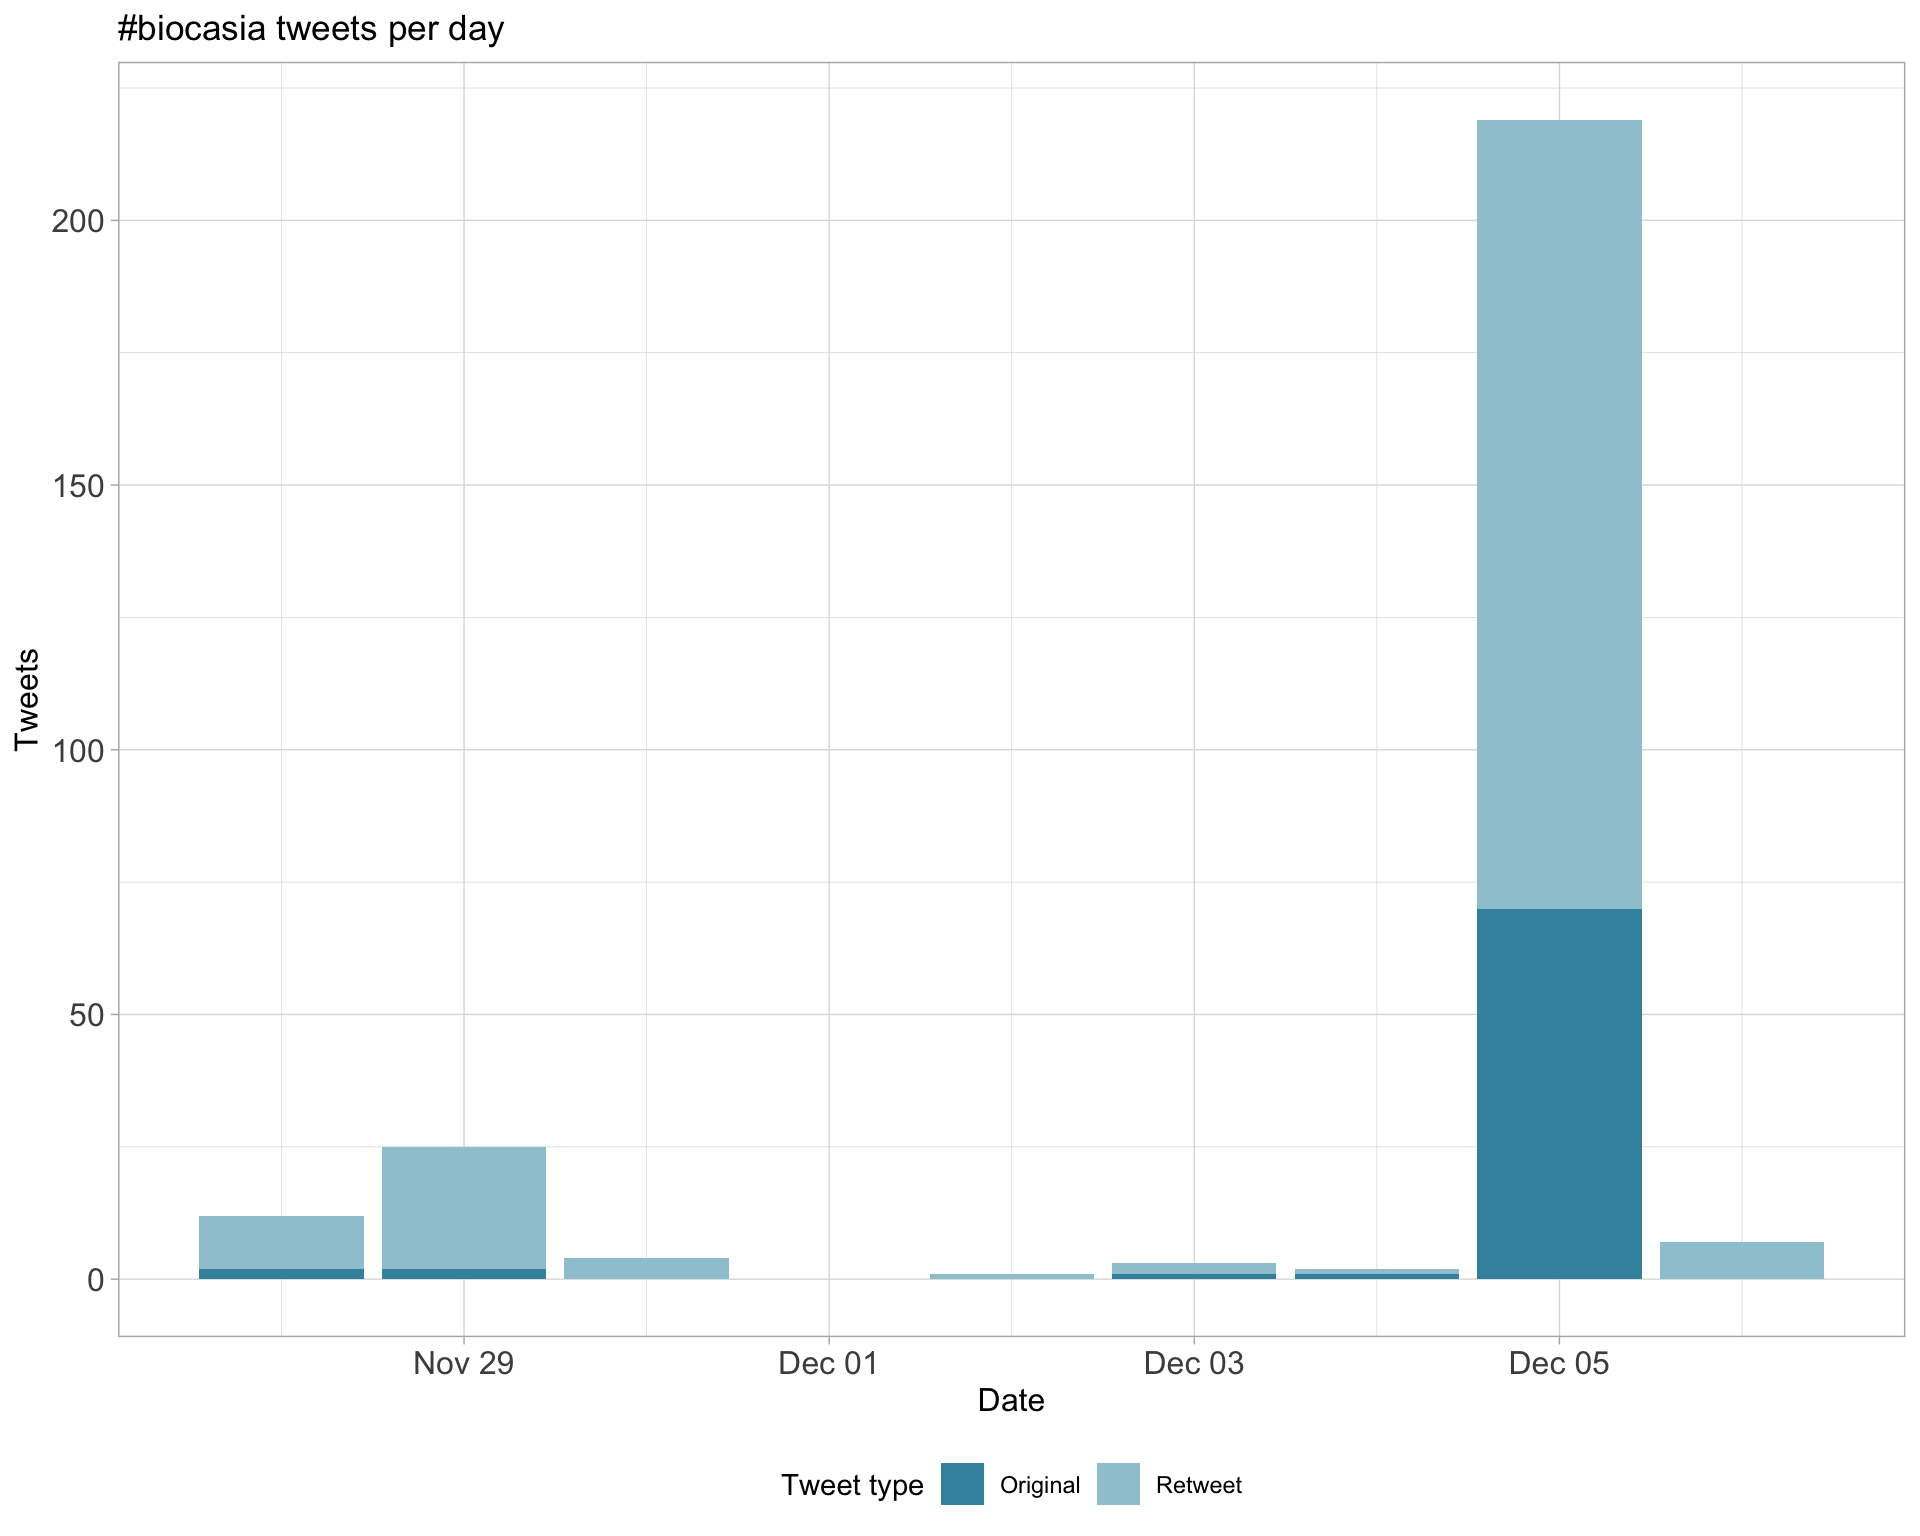 #biocasia tweets per day
Tweets
200
150
100
50
0
Nov 29 Dec 01 Dec 03 Dec 05
Date
Tweet type Original Retweet